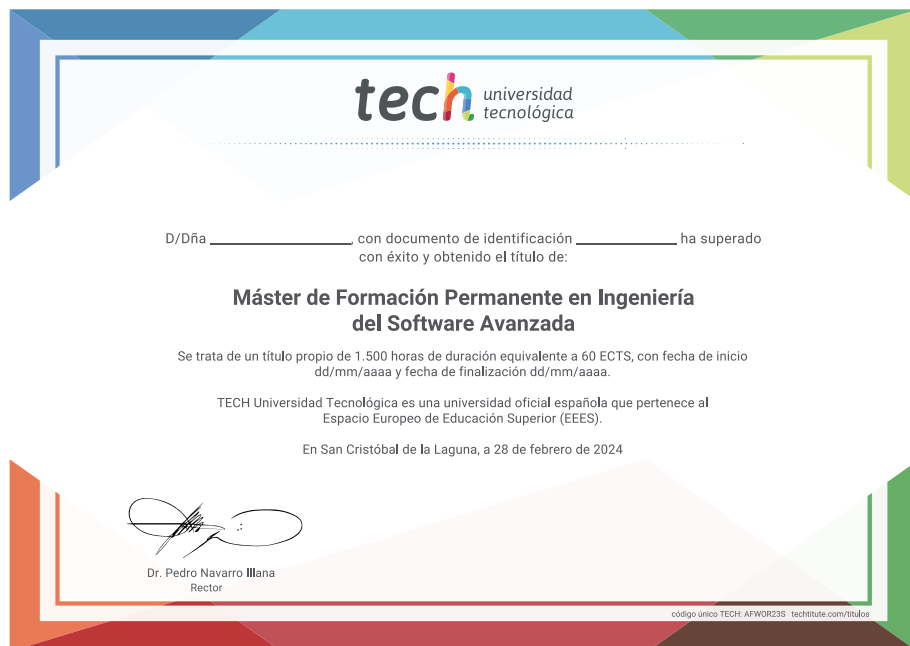 tech universidad
tecnológica
D/Dña ____________________, con documento de identificación ______________ ha superado
con éxito y obtenido el título de:
Máster de Formación Permanente en Ingeniería
del Software Avanzada
Se trata de un título propio de 1.500 horas de duración equivalente a 60 ECTS, con fecha de inicio
dd/mm/aaaa y fecha de finalización dd/mm/aaaa.
TECH Universidad Tecnológica es una universidad oficial española que pertenece al
Espacio Europeo de Educación Superior (EEES).
En San Cristóbal de la Laguna, a 28 de febrero de 2024
Dr. Pedro Navarro Illana
Rector
código único TECH: AFWOR23S techtitute.com/titulos